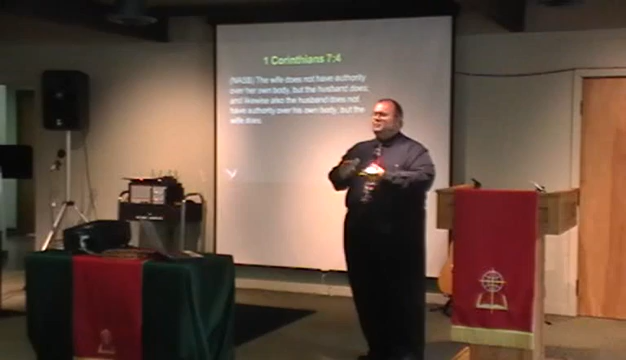 1 Corinthians 7:4
(NASB) The wife does not have authority
over her own body, but the husband does;
and likewise also the husband does not
have authority over his own body, but the
wife does.